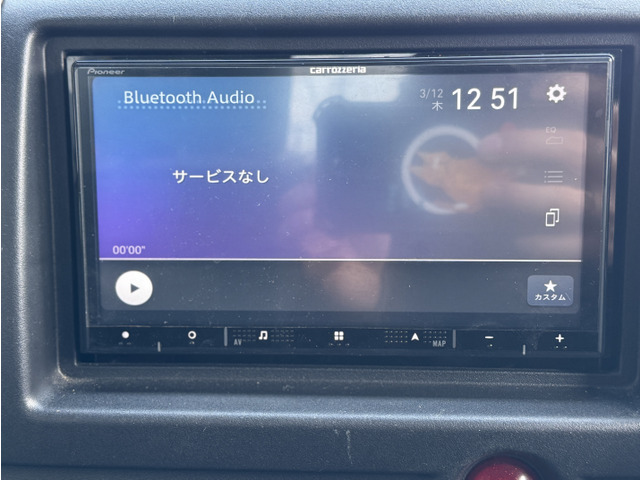 Pioneer
carrozzeria
Bluetooth Audio
3/12
木
12 51
EQ
サービスなし
00'00"
カスタム
AV
MAP